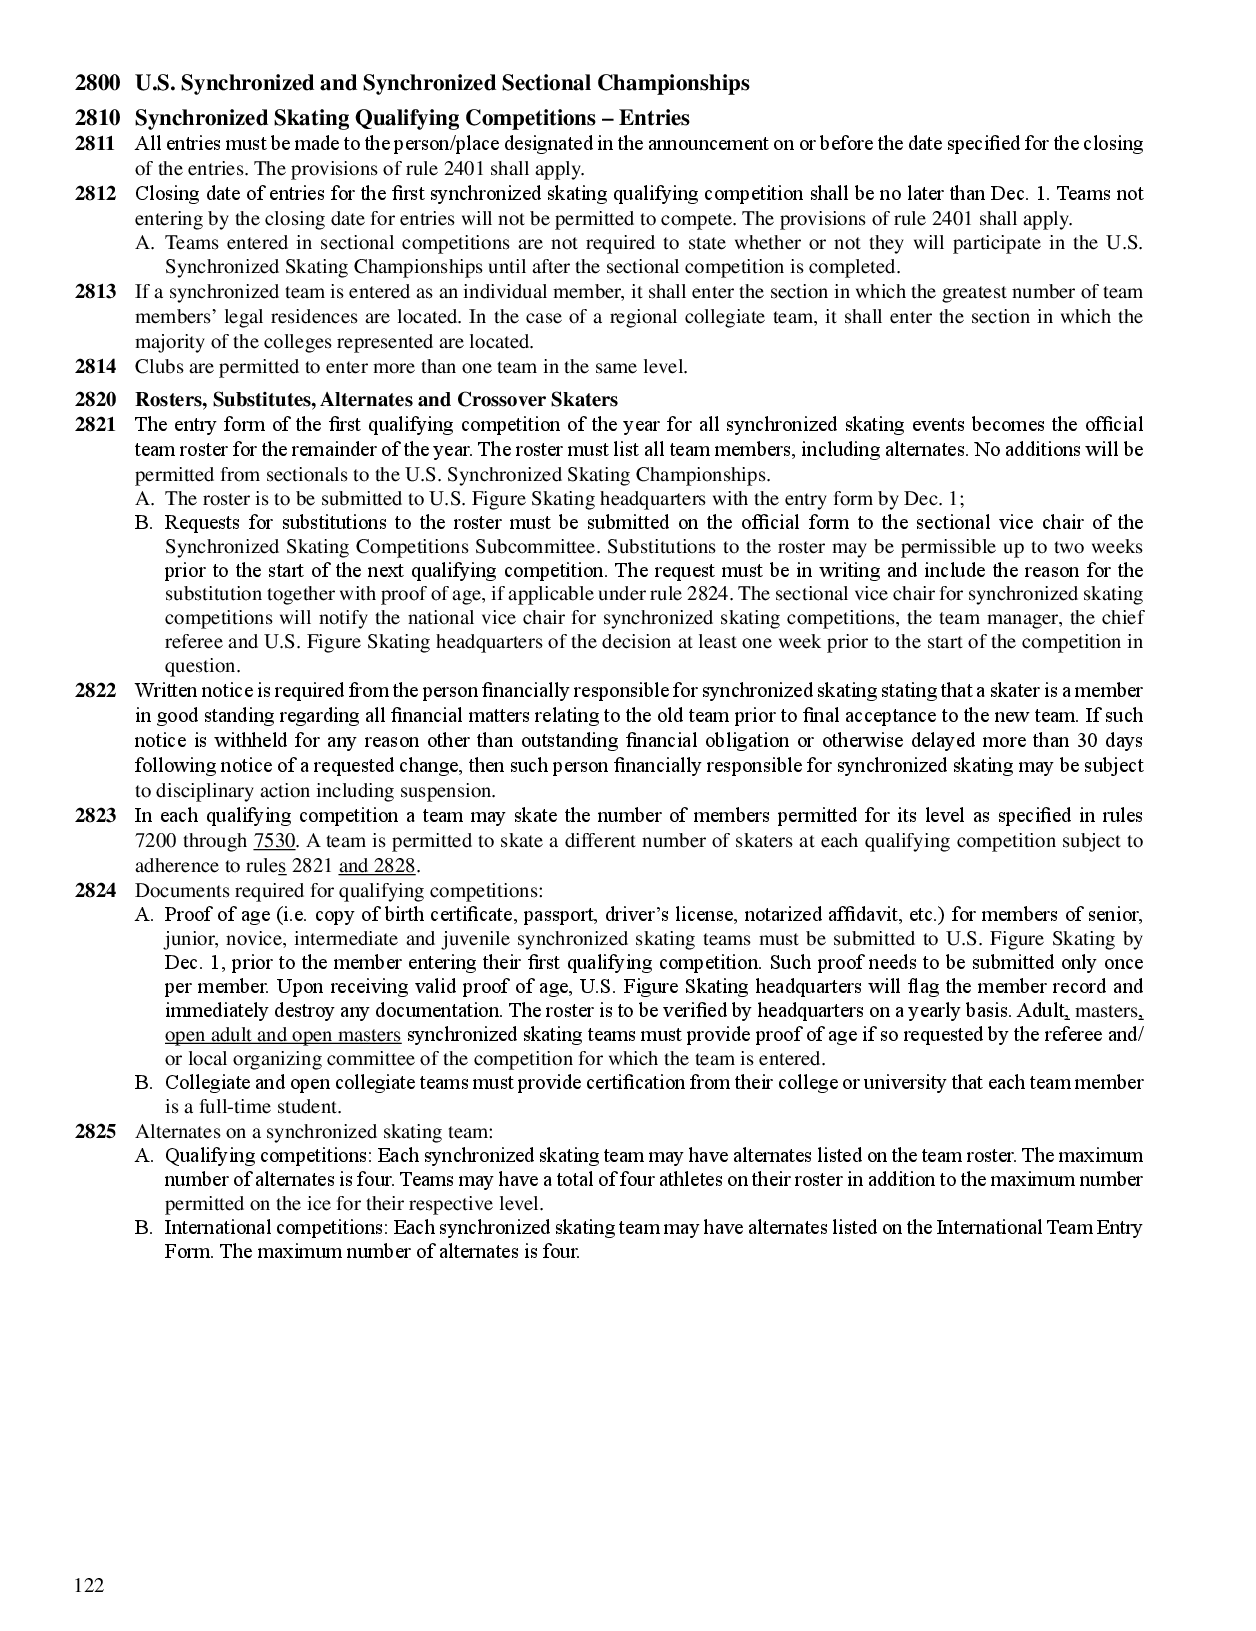 2800 U.S. Synchronized and Synchronized Sectional Championships
2810 Synchronized Skating Qualifying Competitions – Entries
2811 All entries must be made to the person/place designated in the announcement on or before the date specified for the closing
of the entries. The provisions of rule 2401 shall apply.
2812 Closing date of entries for the first synchronized skating qualifying competition shall be no later than Dec. 1. Teams not
entering by the closing date for entries will not be permitted to compete. The provisions of rule 2401 shall apply.
A. Teams entered in sectional competitions are not required to state whether or not they will participate in the U.S.
Synchronized Skating Championships until after the sectional competition is completed.
2813 If a synchronized team is entered as an individual member, it shall enter the section in which the greatest number of team
members’ legal residences are located. In the case of a regional collegiate team, it shall enter the section in which the
majority of the colleges represented are located.
2814 Clubs are permitted to enter more than one team in the same level.
2820 Rosters, Substitutes, Alternates and Crossover Skaters
2821 The entry form of the first qualifying competition of the year for all synchronized skating events becomes the official
team roster for the remainder of the year. The roster must list all team members, including alternates. No additions will be
permitted from sectionals to the U.S. Synchronized Skating Championships.
A. The roster is to be submitted to U.S. Figure Skating headquarters with the entry form by Dec. 1;
B. Requests for substitutions to the roster must be submitted on the official form to the sectional vice chair of the
Synchronized Skating Competitions Subcommittee. Substitutions to the roster may be permissible up to two weeks
prior to the start of the next qualifying competition. The request must be in writing and include the reason for the
substitution together with proof of age, if applicable under rule 2824. The sectional vice chair for synchronized skating
competitions will notify the national vice chair for synchronized skating competitions, the team manager, the chief
referee and U.S. Figure Skating headquarters of the decision at least one week prior to the start of the competition in
question.
2822 Written notice is required from the person financially responsible for synchronized skating stating that a skater is a member
in good standing regarding all financial matters relating to the old team prior to final acceptance to the new team. If such
notice is withheld for any reason other than outstanding financial obligation or otherwise delayed more than 30 days
following notice of a requested change, then such person financially responsible for synchronized skating may be subject
to disciplinary action including suspension.
2823 In each qualifying competition a team may skate the number of members permitted for its level as specified in rules
7200 through 7530. A team is permitted to skate a different number of skaters at each qualifying competition subject to
adherence to rules 2821 and 2828.
2824 Documents required for qualifying competitions:
A. Proof of age (i.e. copy of birth certificate, passport, driver’s license, notarized affidavit, etc.) for members of senior,
junior, novice, intermediate and juvenile synchronized skating teams must be submitted to U.S. Figure Skating by
Dec. 1, prior to the member entering their first qualifying competition. Such proof needs to be submitted only once
per member. Upon receiving valid proof of age, U.S. Figure Skating headquarters will flag the member record and
immediately destroy any documentation. The roster is to be verified by headquarters on a yearly basis. Adult, masters,
open adult and open masters synchronized skating teams must provide proof of age if so requested by the referee and/
or local organizing committee of the competition for which the team is entered.
B. Collegiate and open collegiate teams must provide certification from their college or university that each team member
is a full-time student.
2825 Alternates on a synchronized skating team:
A. Qualifying competitions: Each synchronized skating team may have alternates listed on the team roster. The maximum
number of alternates is four. Teams may have a total of four athletes on their roster in addition to the maximum number
permitted on the ice for their respective level.
B. International competitions: Each synchronized skating team may have alternates listed on the International Team Entry
Form. The maximum number of alternates is four.
122